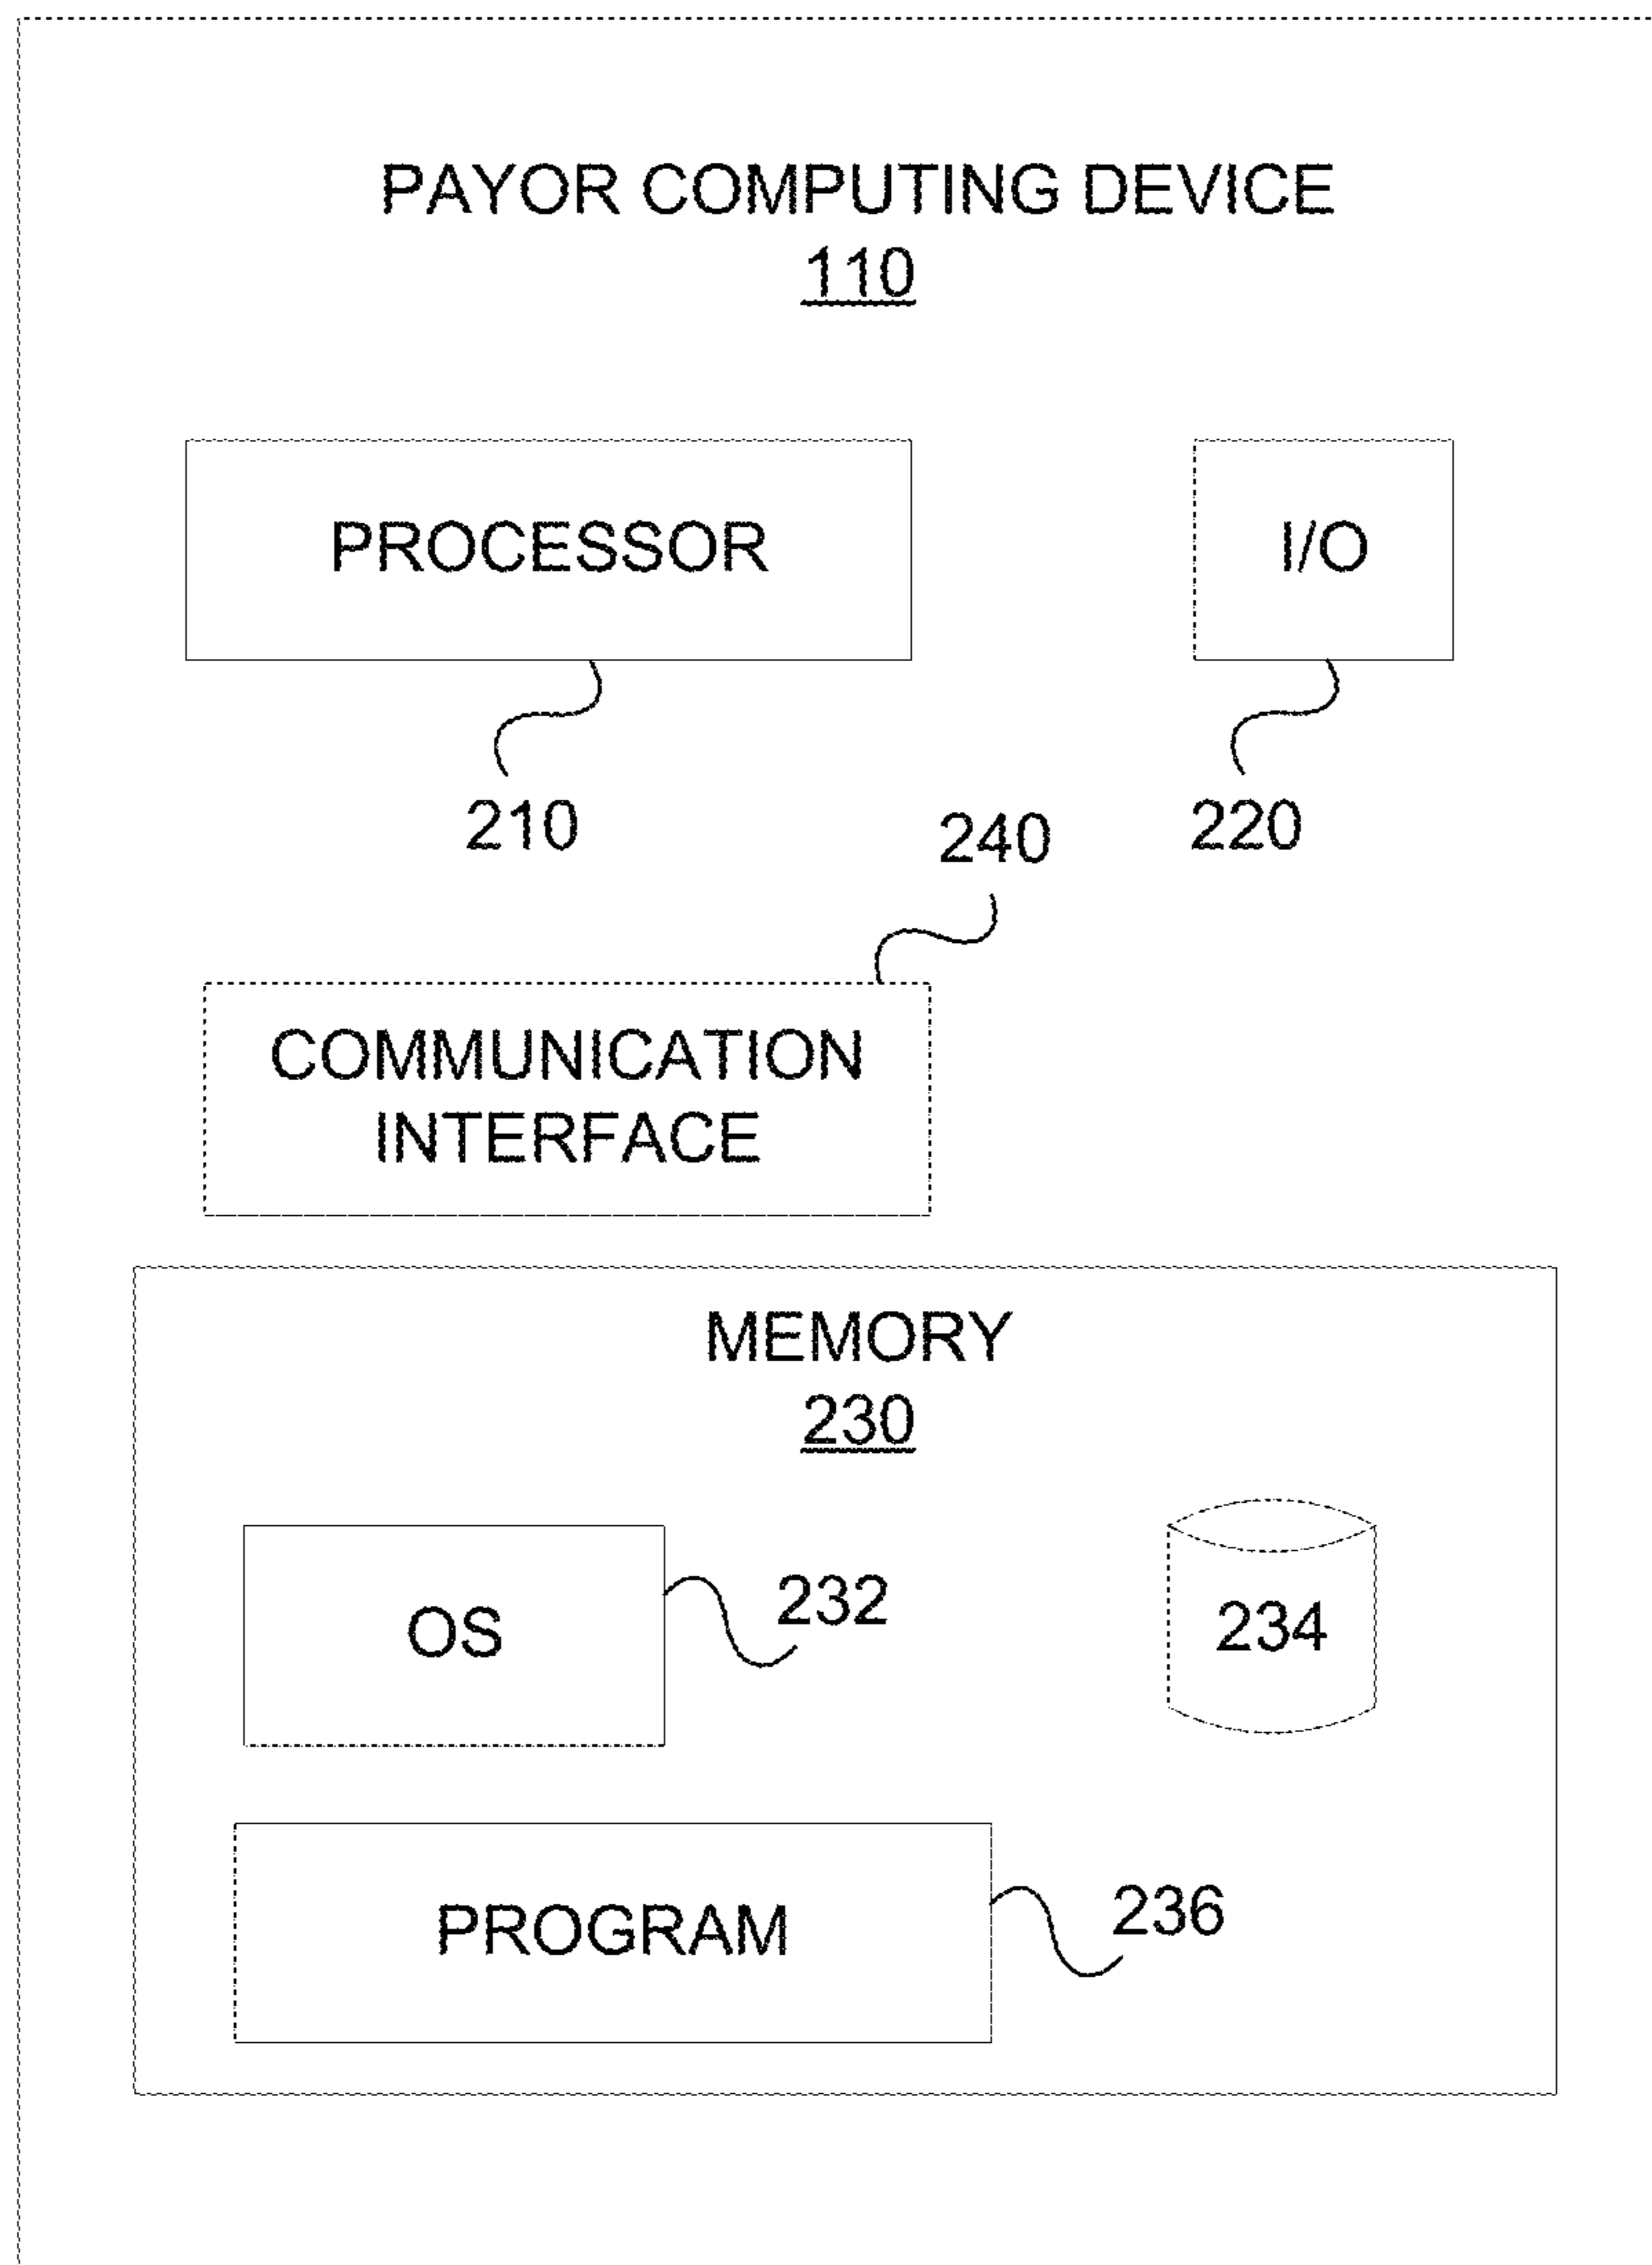 PAYOR COMPUTING DEVICE
110
PROCESSOR
I/O
210
240
220
COMMUNICATION
INTERFACE
MEMORY
230
OS
232
234
PROGRAM
236